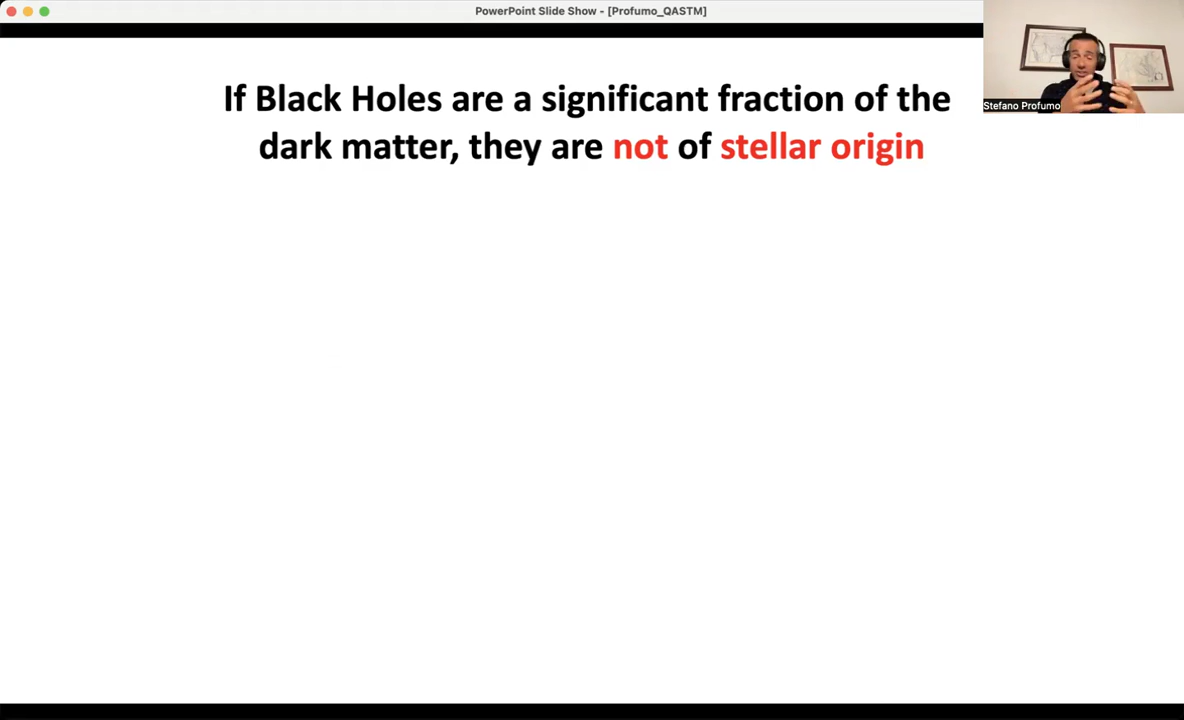 PowerPoint Slide Show - [Profumo_QASTM]
If Black Holes are a significant fraction of the
dark matter, they are not of stellar origin
Stefano Profumo